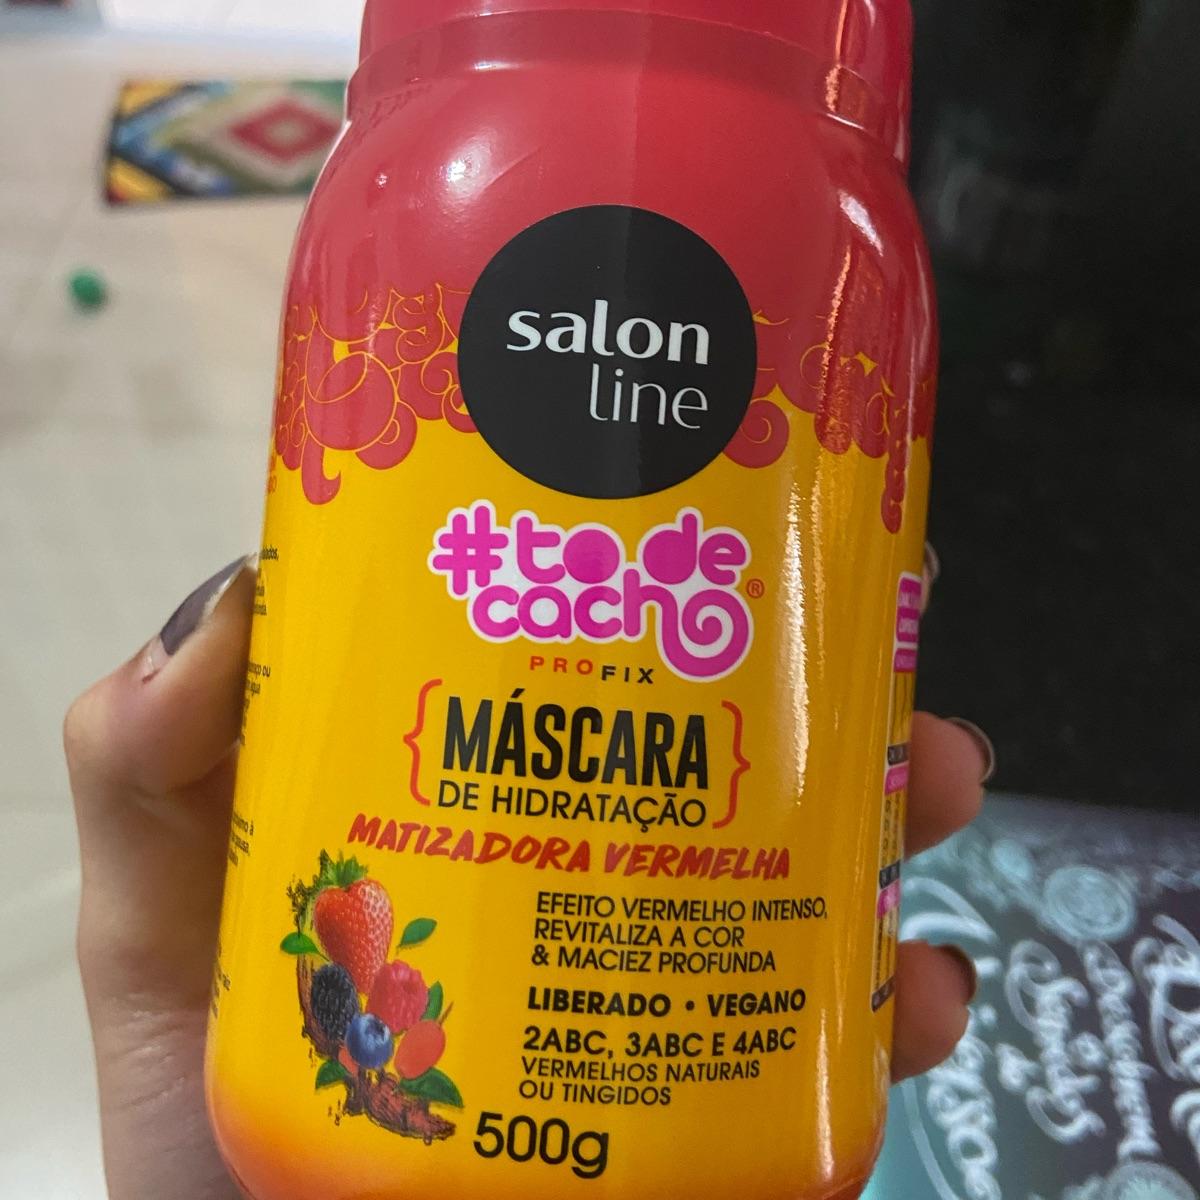 salon
line
#to de
cacho®
PROFIX
{MÁSCARA
DE HIDRATAÇÃO}
MATIZADORA VERMELHA
EFEITO VERMELHO INTENSO,
REVITALIZA A COR
& MACIEZ PROFUNDA
LIBERADO • VEGANO
2ABC, 3ABC E 4ABC
VERMELHOS NATURAIS
OU TINGIDOS
500g